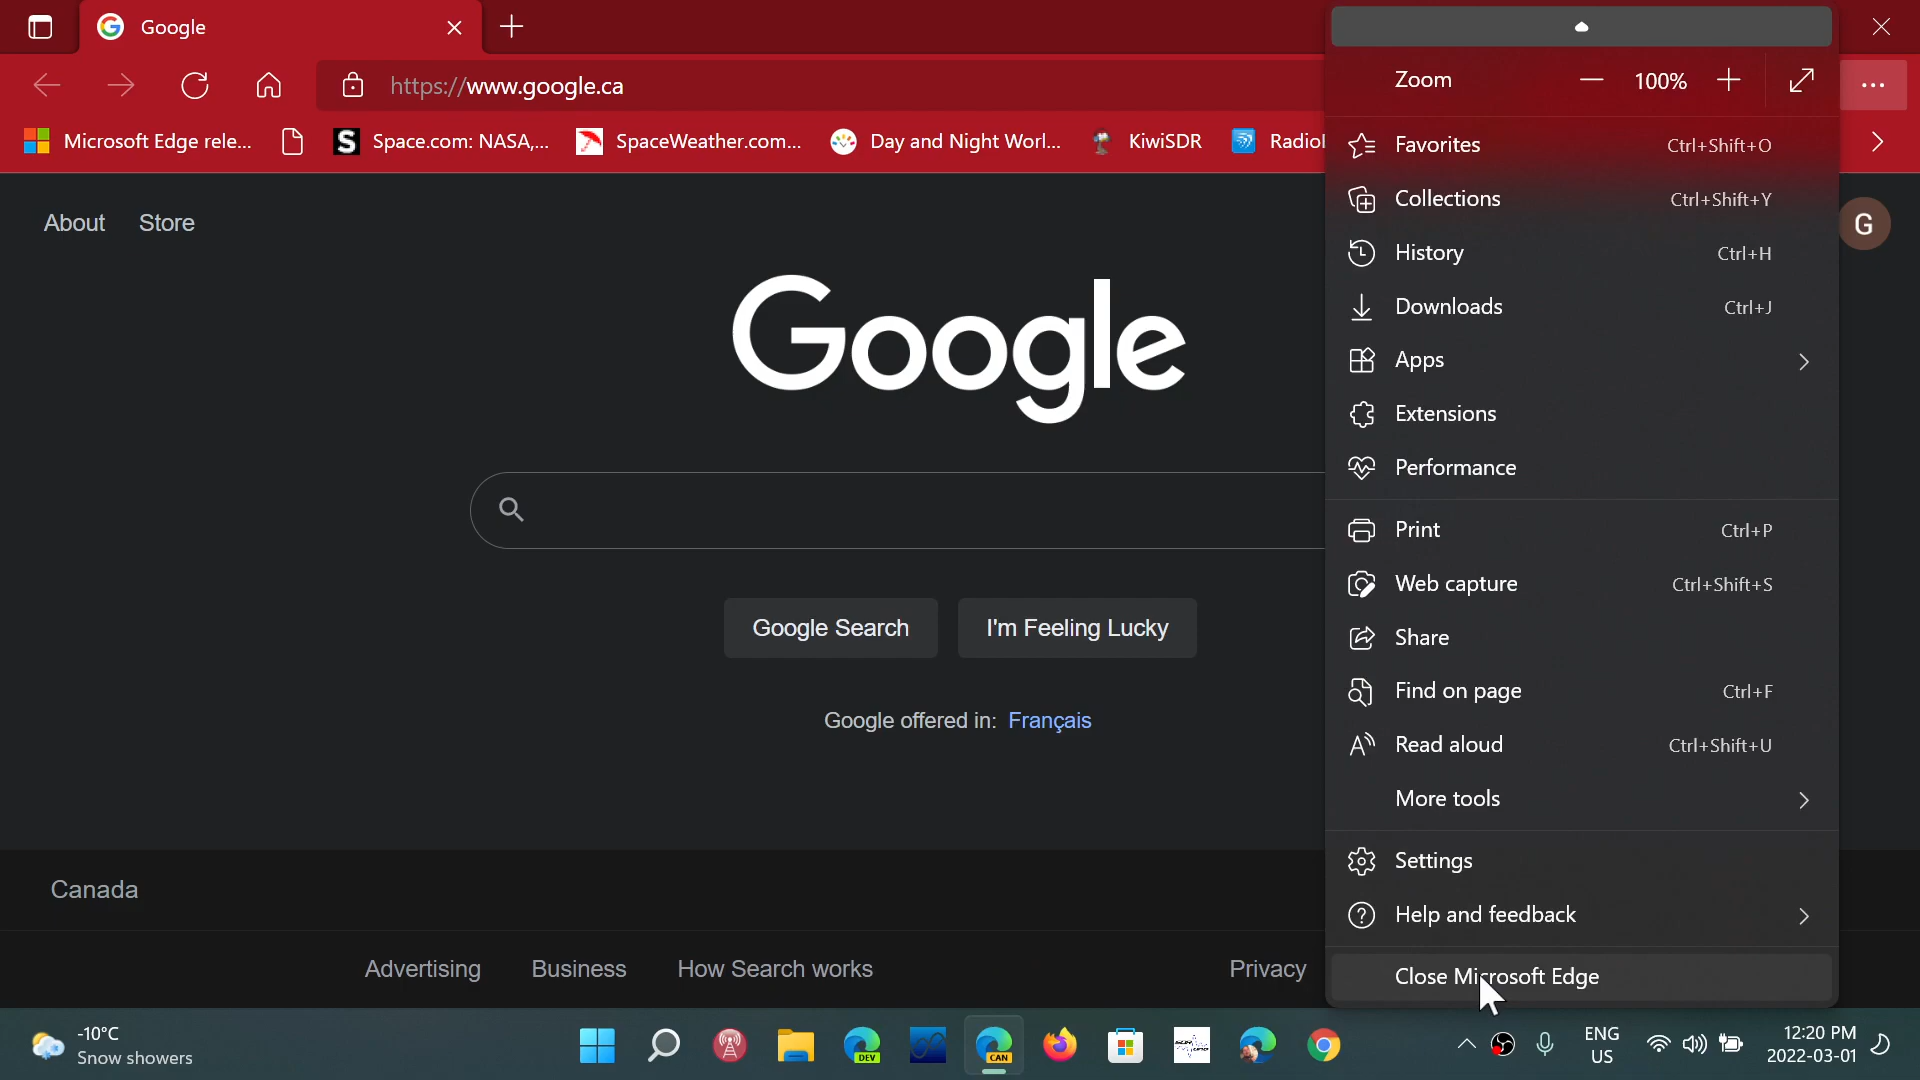 Google
https://www.google.ca
Microsoft Edge rele...
Space.com: NASA,...
SpaceWeather.com...
Day and Night Worl...
KiwiSDR
About
Store
G
Google
Google Search
I'm Feeling Lucky
Google offered in: Français
Canada
Advertising
Business
How Search works
Privacy
Zoom
100%
Favorites Ctrl+Shift+O
Collections Ctrl+Shift+Y
History Ctrl+H
Downloads Ctrl+J
Apps
Extensions
Performance
Print Ctrl+P
Web capture Ctrl+Shift+S
Share
Find on page Ctrl+F
Read aloud Ctrl+Shift+U
More tools
Settings
Help and feedback
Close Microsoft Edge
-10°C
Snow showers
DEV
CAN
ENG
US
12:20 PM
2022-03-01